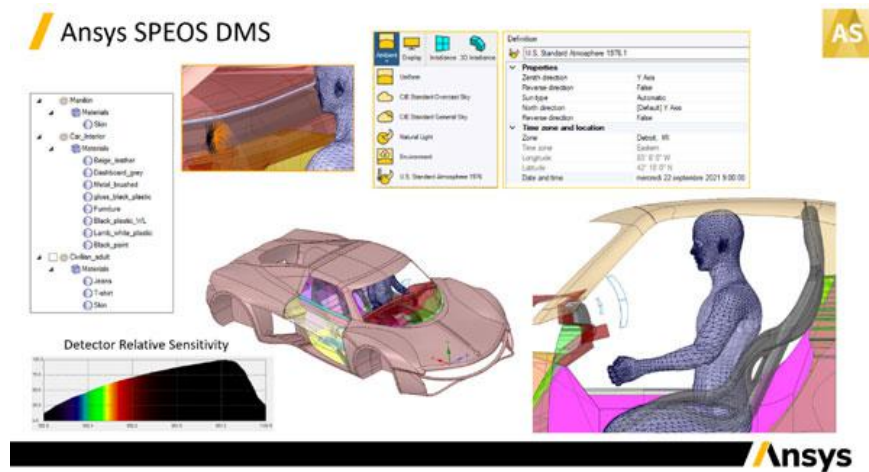 Ansys SPEOS DMS
AS
Manikin
Materials
Skin
Car_Interior
Materials
Beige_leather
Dashboard_grey
Metal_brushed
gloss_black_plastic
Furniture
Black_plastic_WL
Lamb_white_plastic
Black_paint
Civilian_adult
Materials
Jeans
T-shirt
Skin
Ambient
Display
Irradiance
3D Irradiance
Uniform
CIE Standard Overcast Sky
CIE Standard General Sky
Natural Light
Environment
U.S. Standard Atmosphere 1976
Definition
U.S. Standard Atmosphere 1976.1
Properties
Zenith direction Y Axis
Reverse direction False
Sun type Automatic
North direction [Default] Y Axis
Reverse direction False
Time zone and location
Zone Detroit, MI
Time zone Eastern
Longitude
Latitude
Date and time mercredi 22 septembre 2021 9:00:00
Detector Relative Sensitivity
Ansys